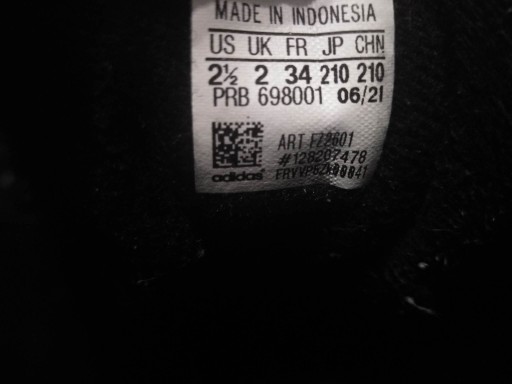 MADE IN INDONESIA
US UK FR JP CHN
2½ 2 34 210 210
PRB 698001 06/21
ART
#128207478
adidas